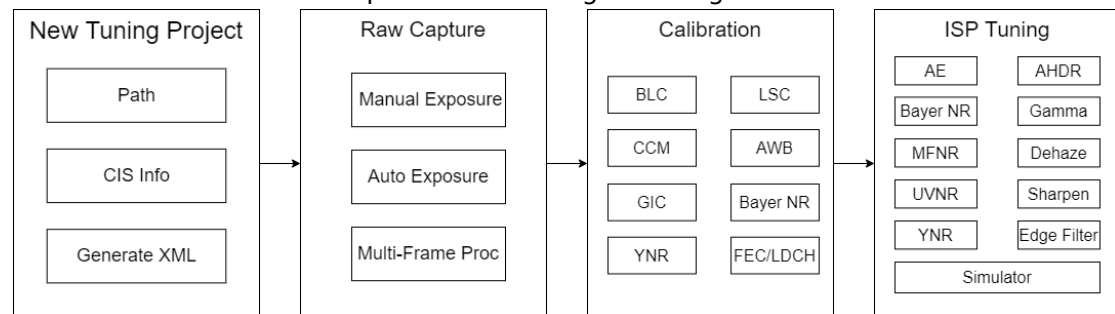 New Tuning Project
Path
CIS Info
Generate XML
Raw Capture
Manual Exposure
Auto Exposure
Multi-Frame Proc
Calibration
BLC
LSC
CCM
AWB
GIC
Bayer NR
YNR
FEC/LDCH
ISP Tuning
AE
AHDR
Bayer NR
Gamma
MFNR
Dehaze
UVNR
Sharpen
YNR
Edge Filter
Simulator